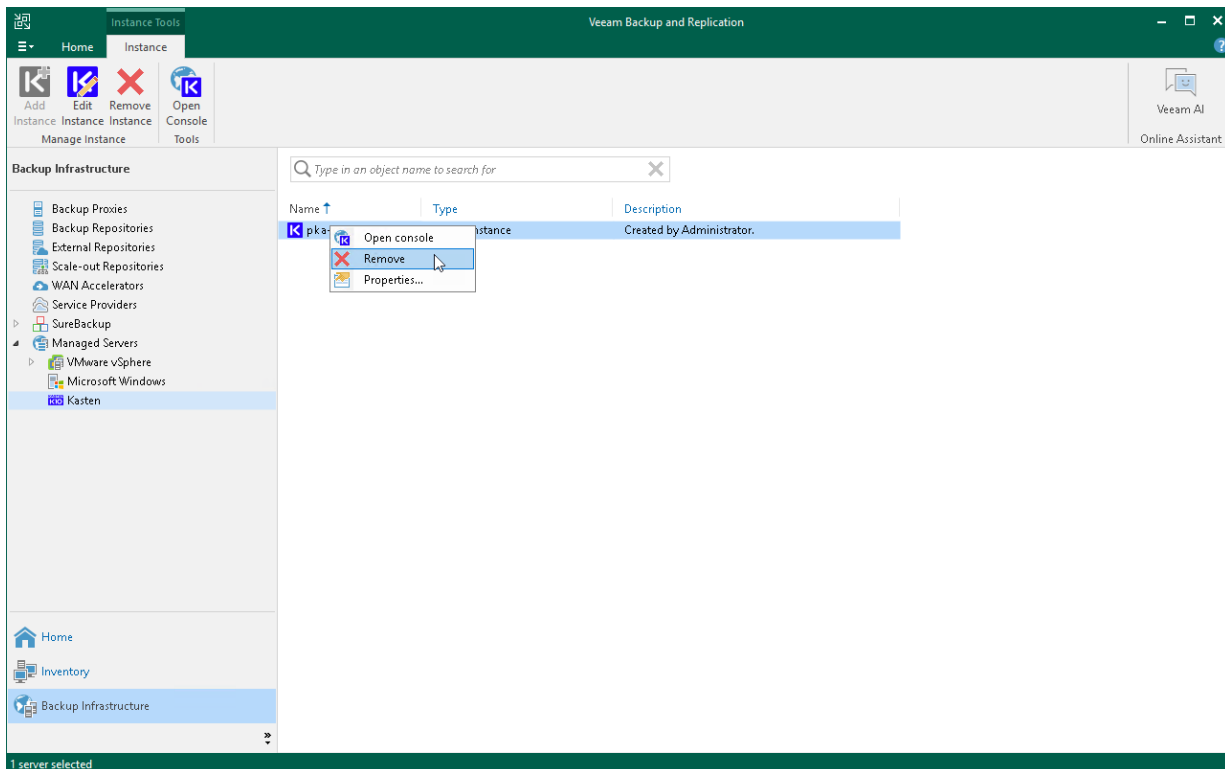 Instance Tools
Veeam Backup and Replication
Home
Instance
Add Instance
Edit Instance
Remove Instance
Open Console
Manage Instance
Tools
Veeam AI
Online Assistant
Backup Infrastructure
Type in an object name to search for
Backup Proxies
Backup Repositories
External Repositories
Scale-out Repositories
WAN Accelerators
Service Providers
SureBackup
Managed Servers
VMware vSphere
Microsoft Windows
Kasten
Name
Type
Description
Created by Administrator.
Open console
Remove
Properties...
Home
Inventory
Backup Infrastructure
1 server selected